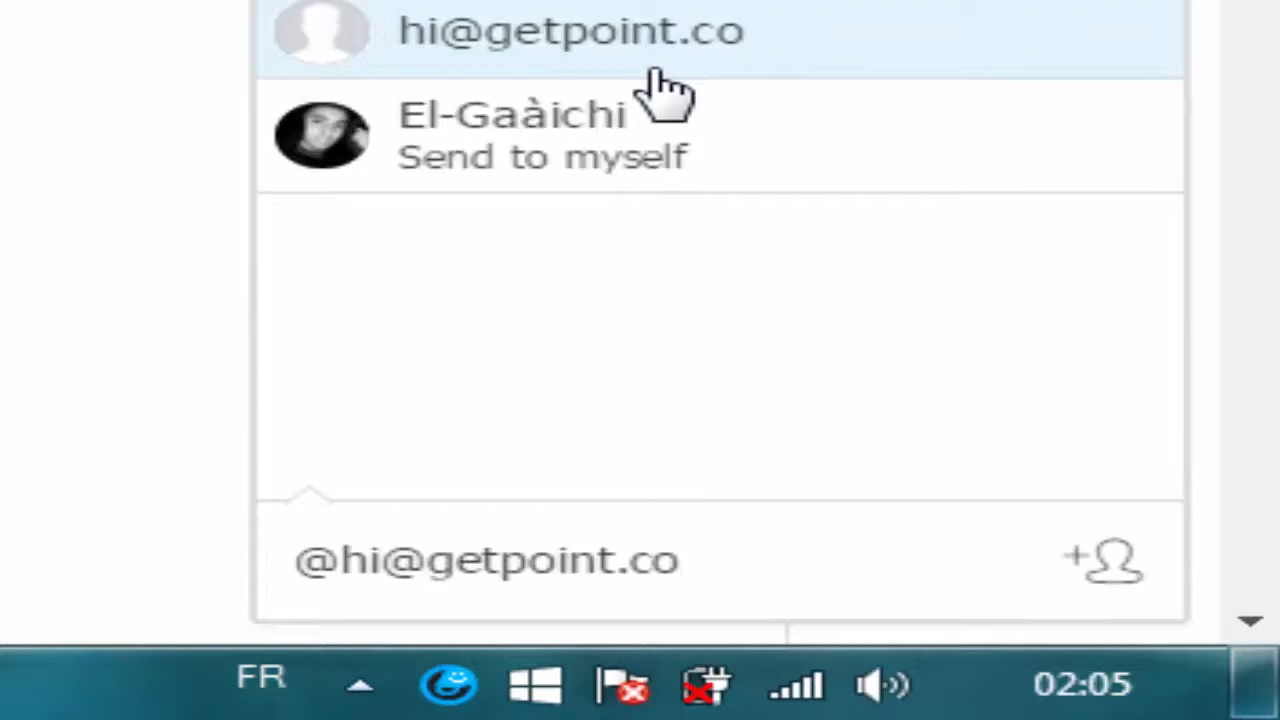 hi@getpoint.co
El-Gaàichi
Send to myself
@hi@getpoint.co
FR
02:05